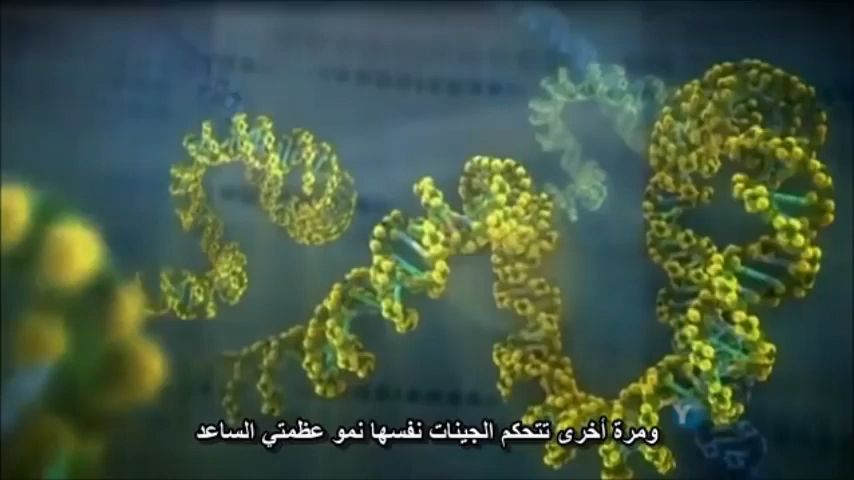 ومرة أخرى تتحكم الجينات نفسها نمو عظمتي الساعد